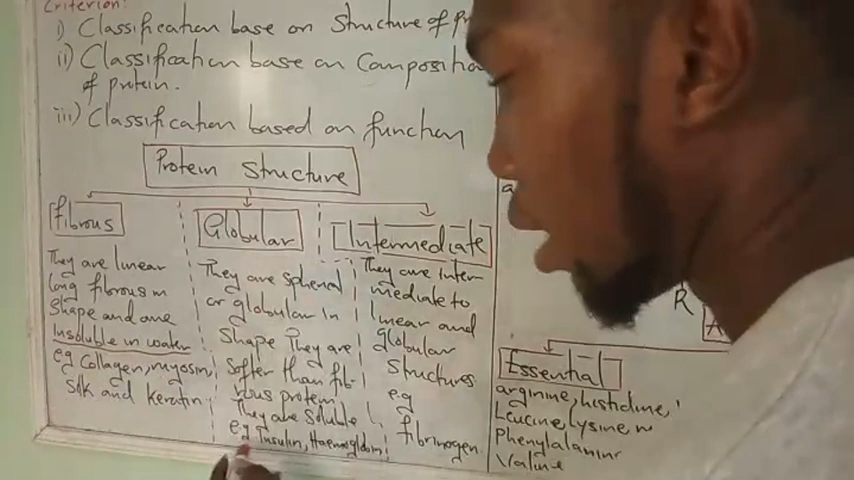 Criterion:
i) Classification base on Structure of
ii) Classification base on Composition
of protein.
iii) Classification based on function
Protein Structure
fibrous
They are linear
long fibrous in
Shape and are
Insoluble in water
eg Collagen, myosin,
Silk and keratin
Globular
They are spherial
or globular in
Shape They are
Softer than fib-
rous protein,
They are Soluble
e.g Insulin,
Intermediate
They are inter-
mediate to
linear and
globular
Structures
e.g
fibrinogen
R
Essential
arginine, histidine,
Leucine, lysine,
Phenylalanine
Valine